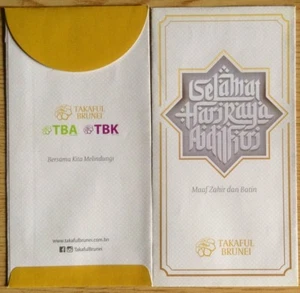 TAKAFUL
BRUNEI
TBA TBK
Bersama Kita Melindungi
www.takafulbrunei.com.bn
TakafulBrunei
Selamat
Hari Raya
Aidilfitri
Maaf Zahir dan Batin
TAKAFUL
BRUNEI